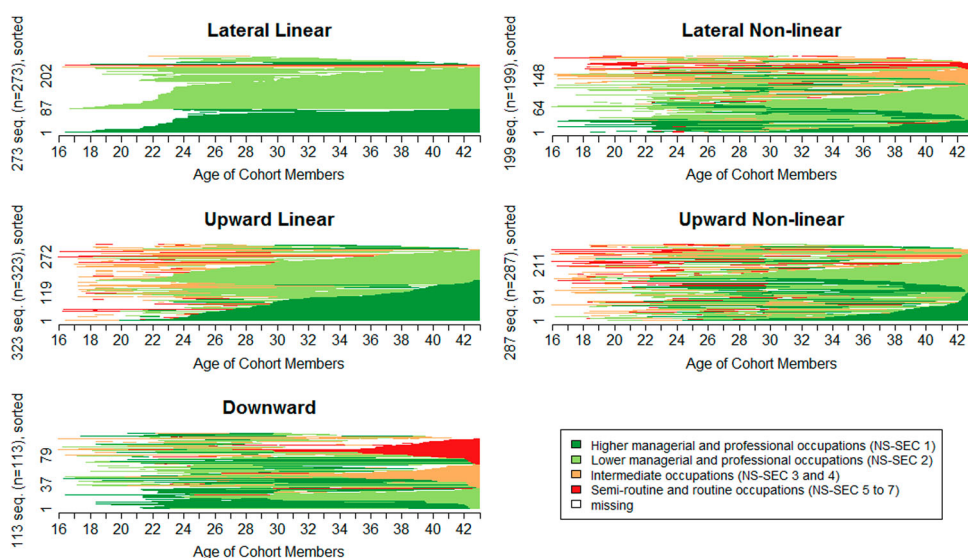 Lateral Linear
273 seq. (n=273), sorted
1 87 202
16 18 20 22 24 26 28 30 32 34 36 38 40 42
Age of Cohort Members
Lateral Non-linear
199 seq. (n=199), sorted
1 64 148
16 18 20 22 24 26 28 30 32 34 36 38 40 42
Age of Cohort Members
Upward Linear
323 seq. (n=323), sorted
1 119 272
16 18 20 22 24 26 28 30 32 34 36 38 40 42
Age of Cohort Members
Upward Non-linear
287 seq. (n=287), sorted
1 91 211
16 18 20 22 24 26 28 30 32 34 36 38 40 42
Age of Cohort Members
Downward
113 seq. (n=113), sorted
1 37 79
16 18 20 22 24 26 28 30 32 34 36 38 40 42
Age of Cohort Members
Higher managerial and professional occupations (NS-SEC 1)
Lower managerial and professional occupations (NS-SEC 2)
Intermediate occupations (NS-SEC 3 and 4)
Semi-routine and routine occupations (NS-SEC 5 to 7)
missing